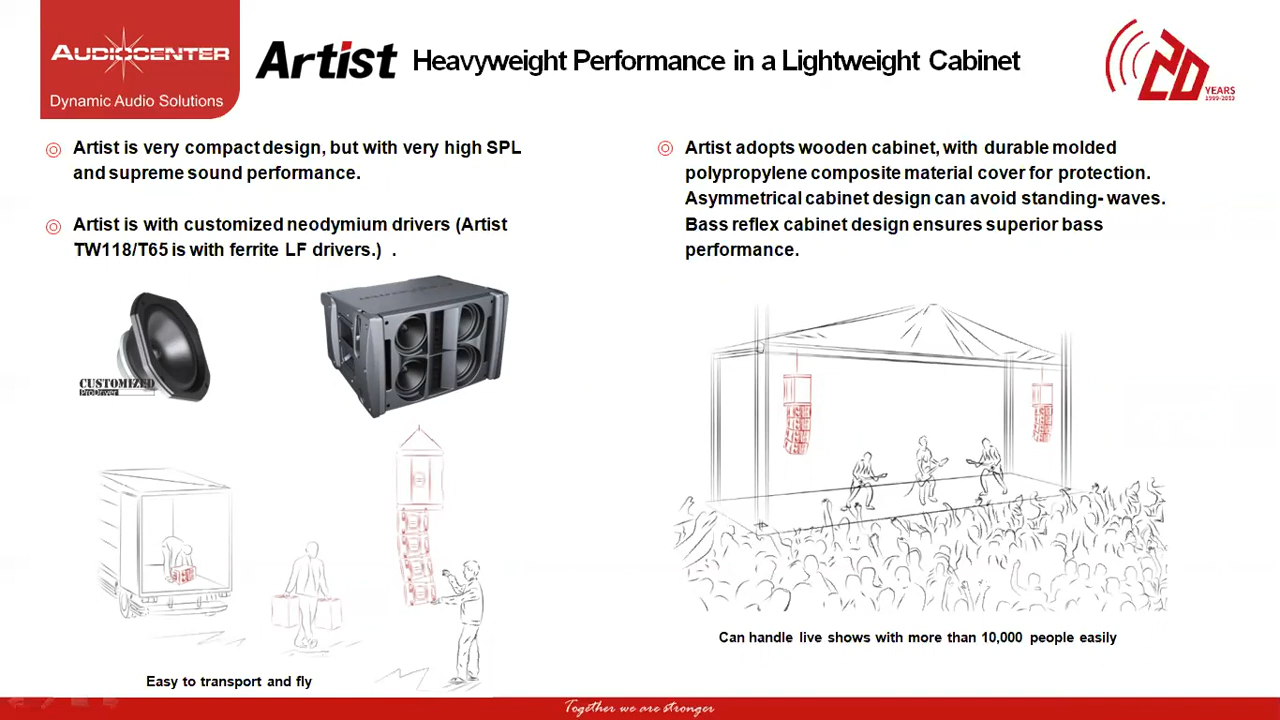 AUDIOCENTER
Dynamic Audio Solutions
Artist
Heavyweight Performance in a Lightweight Cabinet
20
YEARS
1999-2012
Artist is very compact design, but with very high SPL
and supreme sound performance.
Artist is with customized neodymium drivers (Artist
TW118/T65 is with ferrite LF drivers.) .
Artist adopts wooden cabinet, with durable molded
polypropylene composite material cover for protection.
Asymmetrical cabinet design can avoid standing- waves.
Bass reflex cabinet design ensures superior bass
performance.
CUSTOMIZED
ProDriver
Easy to transport and fly
Can handle live shows with more than 10,000 people easily
Together we are stronger